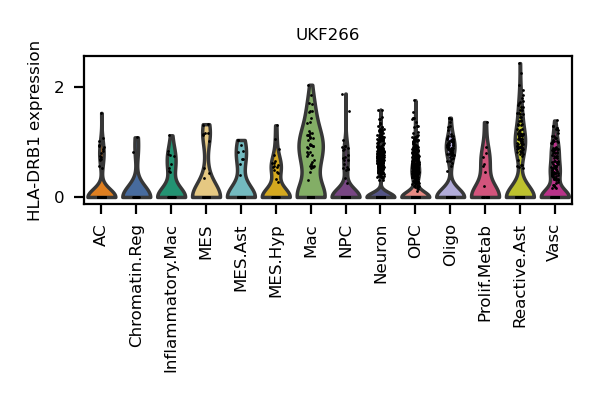 UKF266
HLA-DRB1 expression
2
0
AC
Chromatin.Reg
Inflammatory.Mac
MES
MES.Ast
MES.Hyp
Mac
NPC
Neuron
OPC
Oligo
Prolif.Metab
Reactive.Ast
Vasc